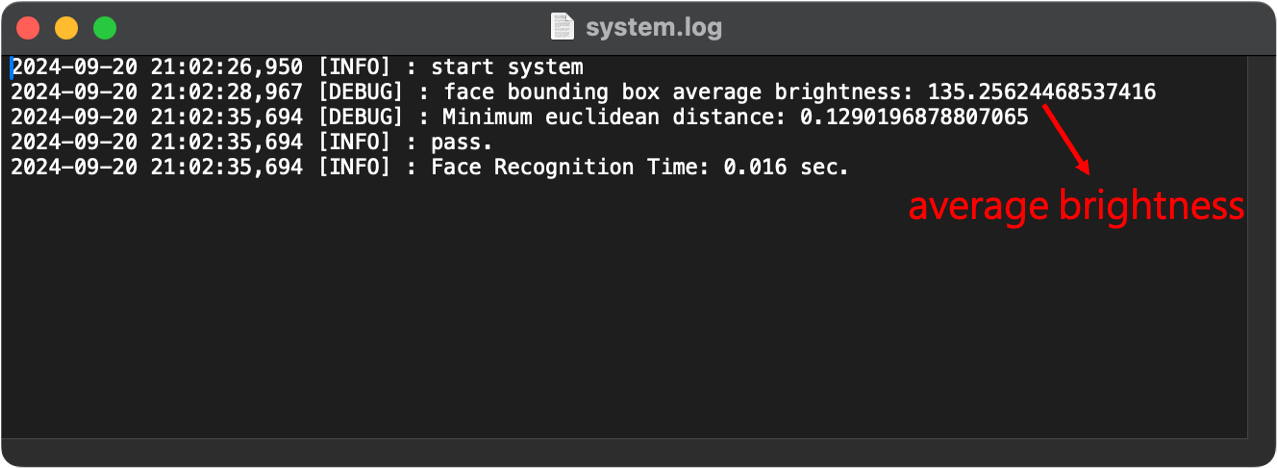 system.log
2024-09-20 21:02:26,950 [INFO] : start system
2024-09-20 21:02:28,967 [DEBUG] : face bounding box average brightness: 135.25624468537416
2024-09-20 21:02:35,694 [DEBUG] : Minimum euclidean distance: 0.1290196878807065
2024-09-20 21:02:35,694 [INFO] : pass.
2024-09-20 21:02:35,694 [INFO] : Face Recognition Time: 0.016 sec.
average brightness